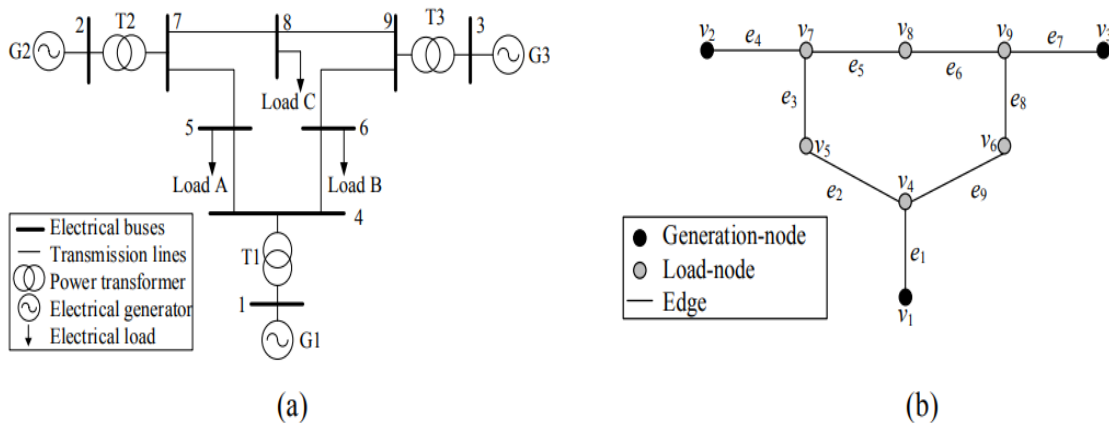 2
T2
7
8
9
T3
3
G2
G3
Load C
5
6
Load A
Load B
4
T1
1
G1
Electrical buses
Transmission lines
Power transformer
Electrical generator
Electrical load
(a)
v2
e4
v7
v8
v9
e7
e5
e6
e3
e8
v5
v6
e2
v4
e9
e1
v1
Generation-node
Load-node
Edge
(b)